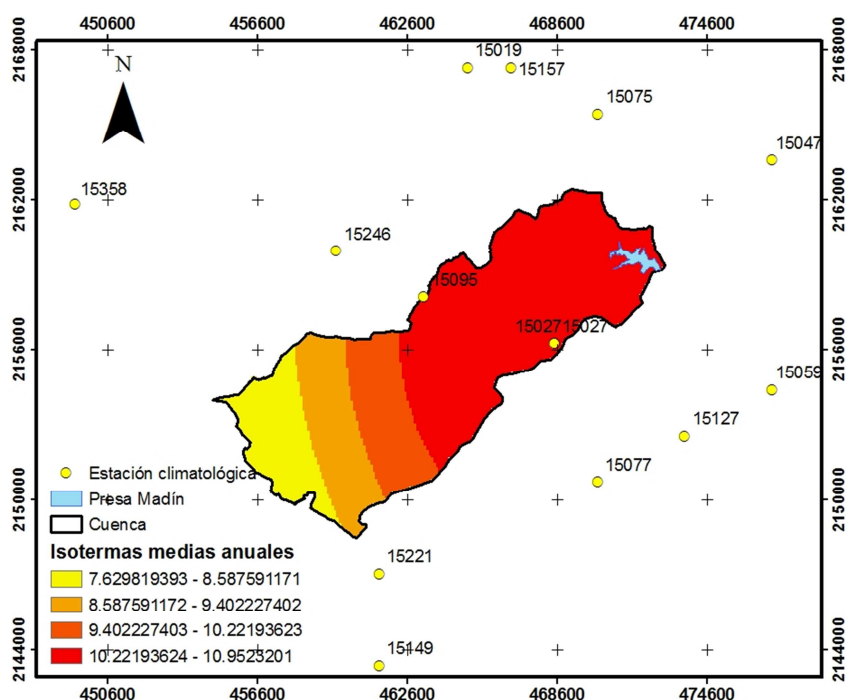 450600 456600 462600 468600 474600
2168000 2168000
N
15019
15157
15075
15047
2162000 2162000
15358
15246
15095
15027 15027
2156000 2156000
15059
15127
15077
Estación climatológica
Presa Madín
2150000 2150000
Cuenca
Isotermas medias anuales
15221
7.629819393 - 8.587591171
8.587591172 - 9.402227402
9.402227403 - 10.22193623
10.22193624 - 10.9523201
15149
2144000 2144000
450600 456600 462600 468600 474600